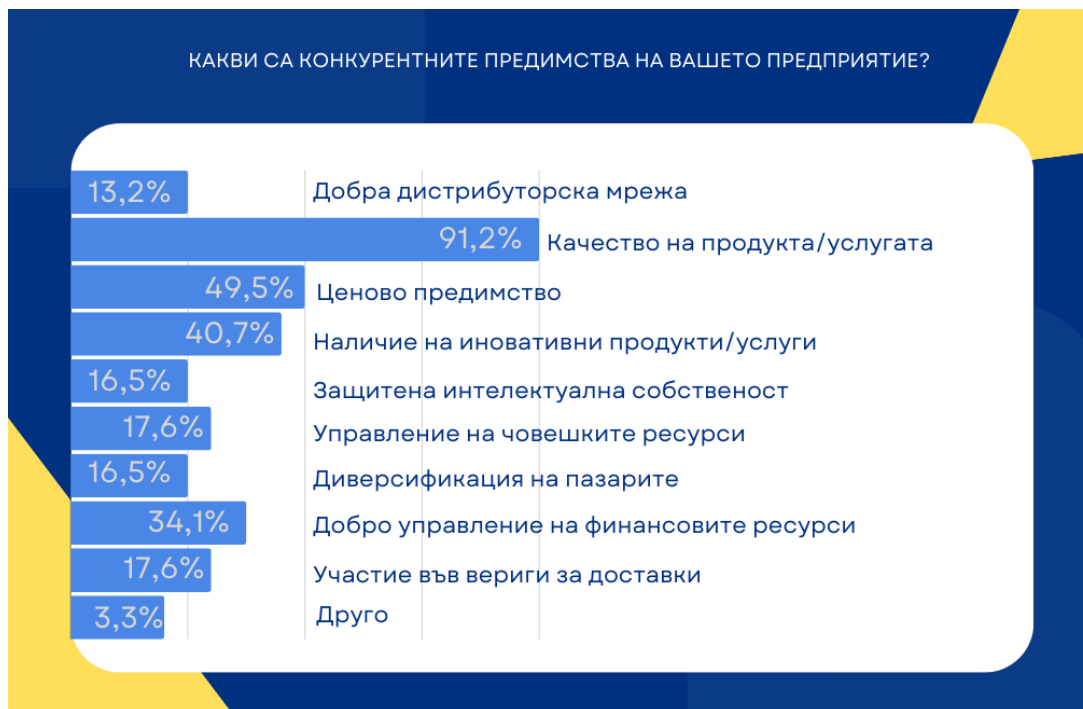 КАКВИ СА КОНКУРЕНТНИТЕ ПРЕДИМСТВА НА ВАШЕТО ПРЕДПРИЯТИЕ?
13,2% Добра дистрибуторска мрежа
91,2% Качество на продукта/услугата
49,5% Ценово предимство
40,7% Наличие на иновативни продукти/услуги
16,5% Защитена интелектуална собственост
17,6% Управление на човешките ресурси
16,5% Диверсификация на пазарите
34,1% Добро управление на финансовите ресурси
17,6% Участие във вериги за доставки
3,3% Друго